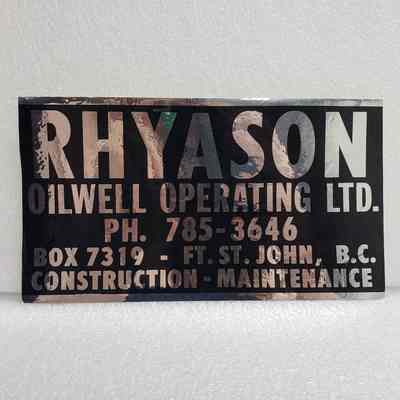 RHYASON
OILWELL OPERATING LTD.
PH. 785-3646
BOX 7319 - FT. ST. JOHN, B.C.
CONSTRUCTION - MAINTENANCE